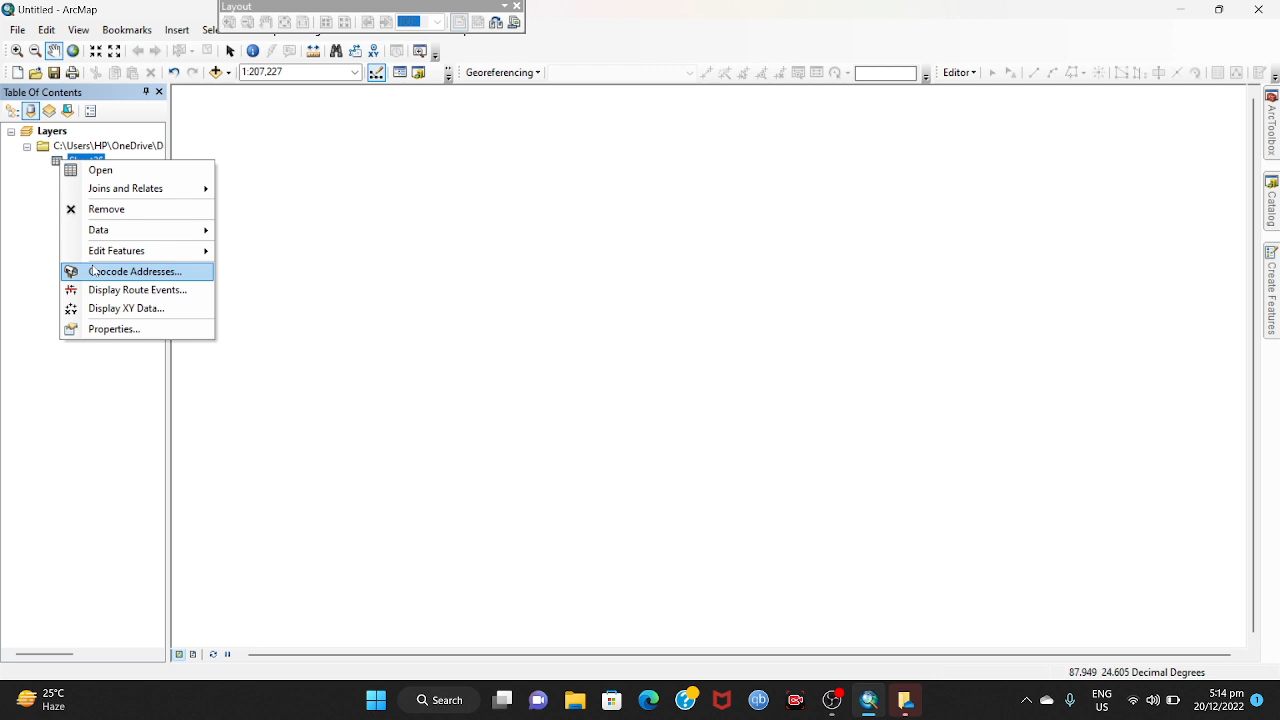 Untitled - ArcMap
Layout
File Edit View Bookmarks Insert
1:207,227
Georeferencing
Editor
Table Of Contents
Layers
C:\Users\HP\OneDrive\D
Open
Joins and Relates
Remove
Data
Edit Features
Geocode Addresses...
Display Route Events...
Display XY Data...
Properties...
ArcToolbox
Catalog
Create Features
87.949 24.605 Decimal Degrees
25°C
Haze
Search
ENG
US
5:14 pm
20/12/2022
1